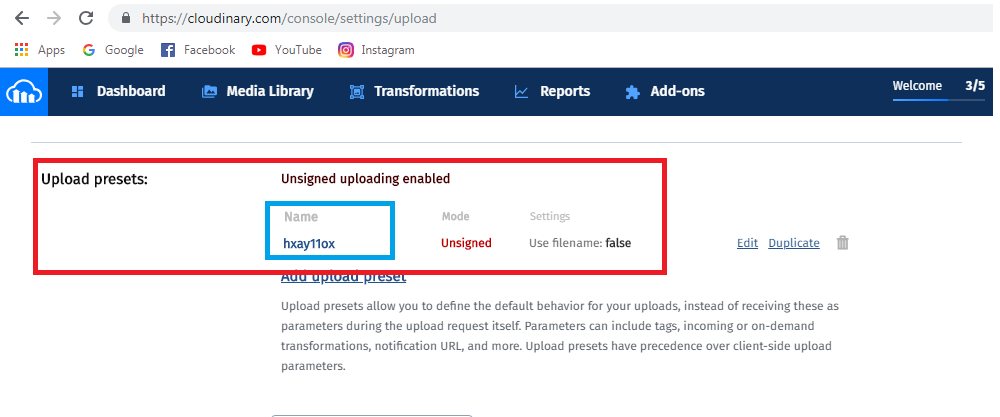 https://cloudinary.com/console/settings/upload
Apps Google Facebook YouTube Instagram
Dashboard Media Library Transformations Reports Add-ons Welcome 3/5
Upload presets: Unsigned uploading enabled
Name Mode Settings
hxay11ox Unsigned Use filename: false Edit Duplicate
Add upload preset
Upload presets allow you to define the default behavior for your uploads, instead of receiving these as
parameters during the upload request itself. Parameters can include tags, incoming or on-demand
transformations, notification URL, and more. Upload presets have precedence over client-side upload
parameters.